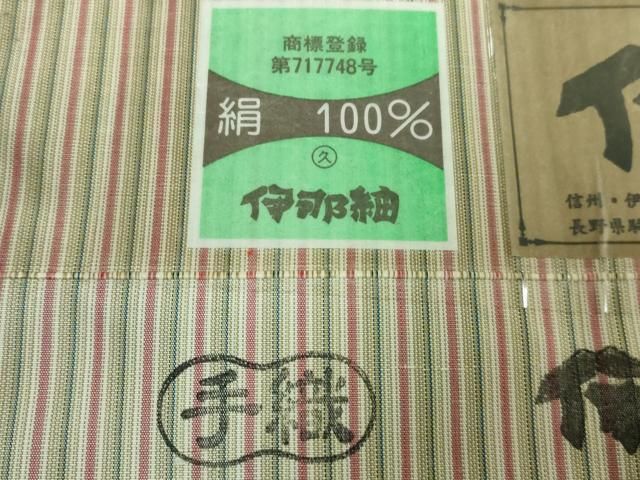 商標登録
第717748号
絹 100%
久
伊那紬
信州・伊
長野県駒
手織
伊